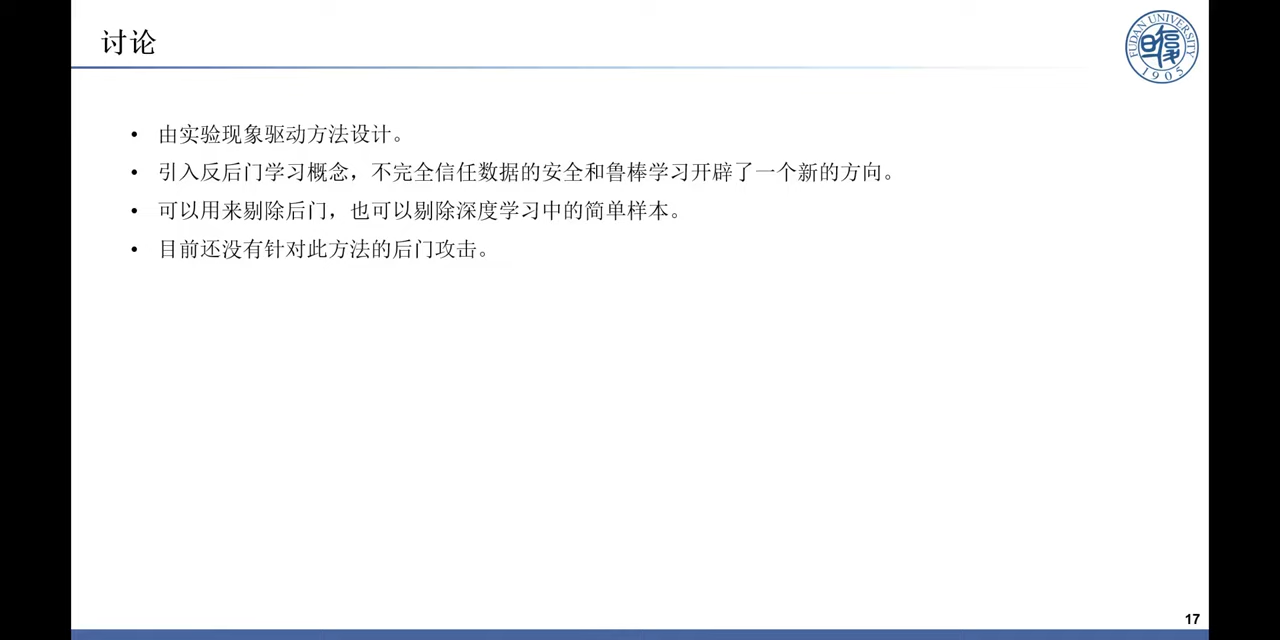 讨论
FUDAN UNIVERSITY
1905
• 由实验现象驱动方法设计。
• 引入反后门学习概念，不完全信任数据的安全和鲁棒学习开辟了一个新的方向。
• 可以用来剔除后门，也可以剔除深度学习中的简单样本。
• 目前还没有针对此方法的后门攻击。
17